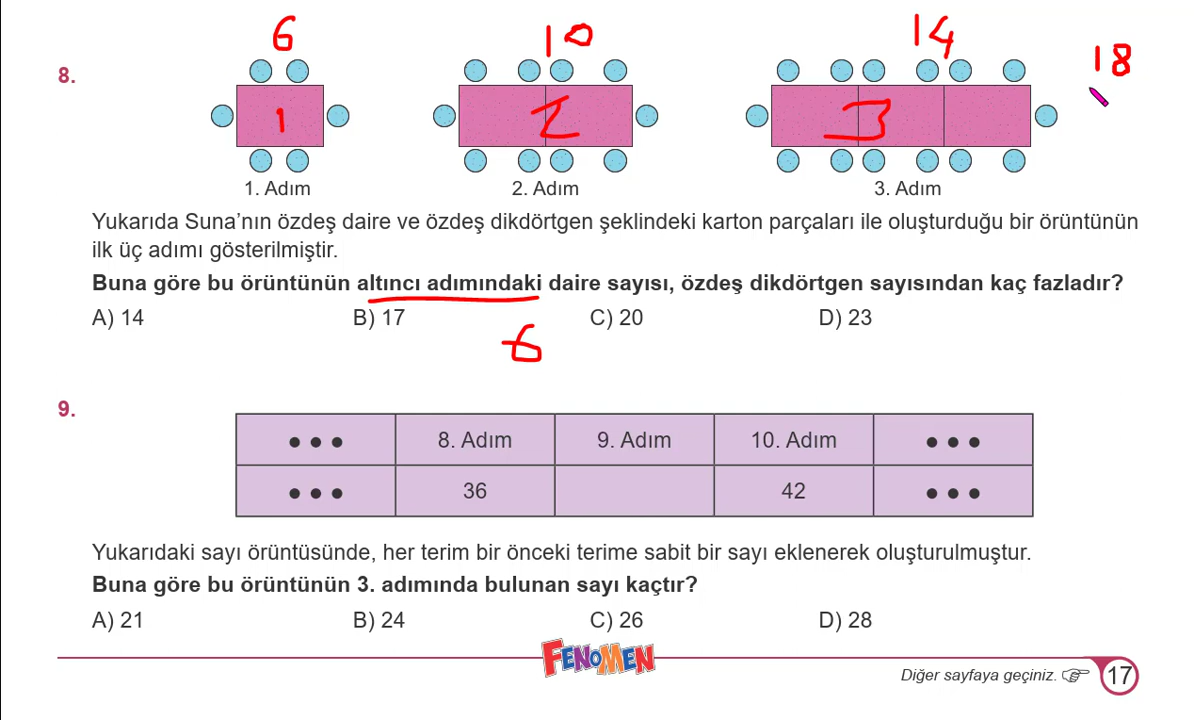 6 10 14 18
8.
1 2 3
1. Adım 2. Adım 3. Adım
Yukarıda Suna'nın özdeş daire ve özdeş dikdörtgen şeklindeki karton parçaları ile oluşturduğu bir örüntünün
ilk üç adımı gösterilmiştir.
Buna göre bu örüntünün altıncı adımındaki daire sayısı, özdeş dikdörtgen sayısından kaç fazladır?
A) 14 B) 17 C) 20 D) 23
6
9.
● ● ● 8. Adım 9. Adım 10. Adım ● ● ●
● ● ● 36 42 ● ● ●
Yukarıdaki sayı örüntüsünde, her terim bir önceki terime sabit bir sayı eklenerek oluşturulmuştur.
Buna göre bu örüntünün 3. adımında bulunan sayı kaçtır?
A) 21 B) 24 C) 26 D) 28
FENOMEN
Diğer sayfaya geçiniz. 17